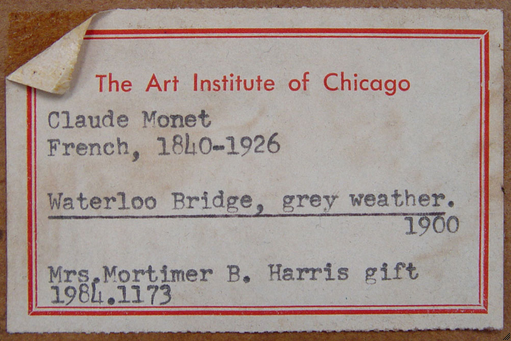 The Art Institute of Chicago
Claude Monet
French, 1840-1926
Waterloo Bridge, grey weather.
1900
Mrs.Mortimer B. Harris gift
1984.1173